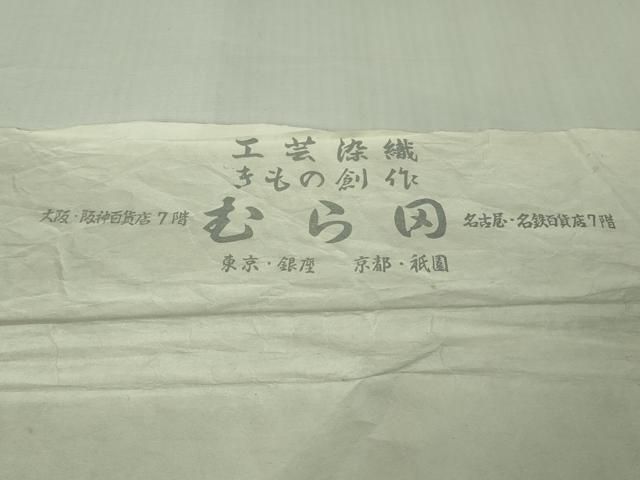 工芸染織
きもの創作
大阪・阪神百貨店7階
むら田
名古屋・名鉄百貨店7階
東京・銀座 京都・祇園